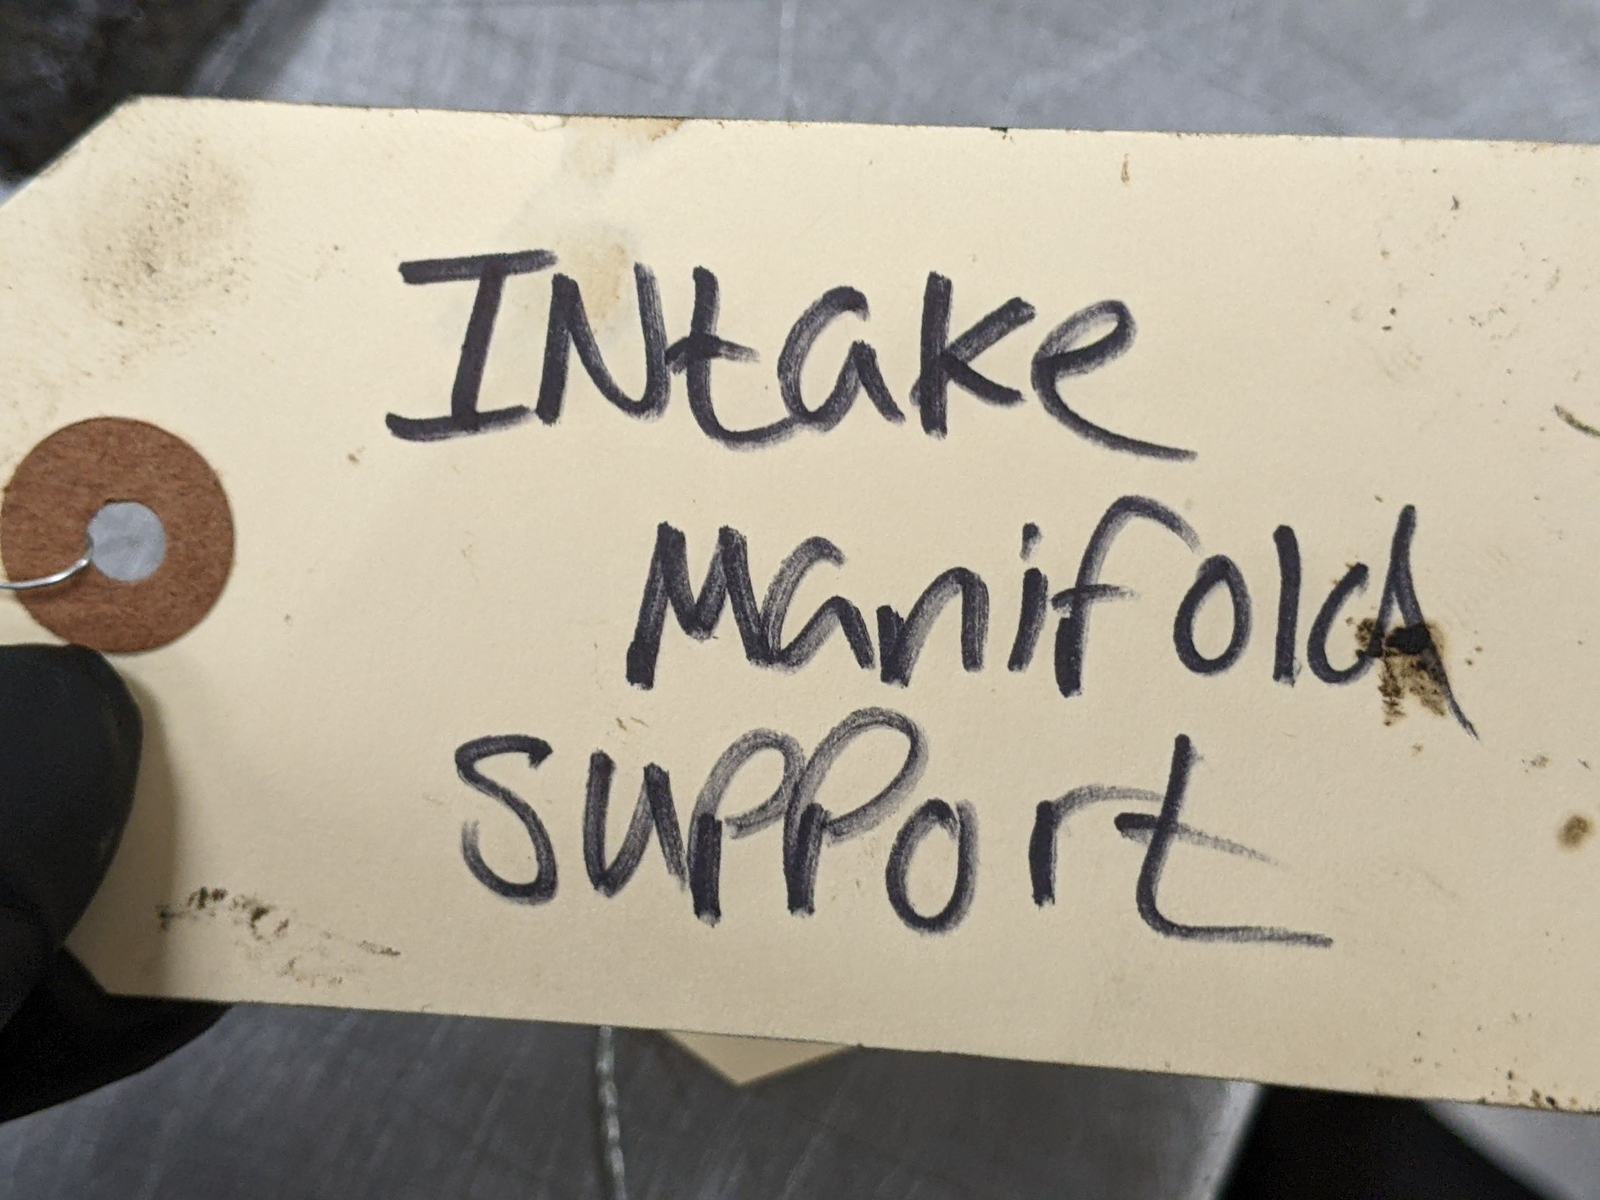 INtake
Manifold
Support